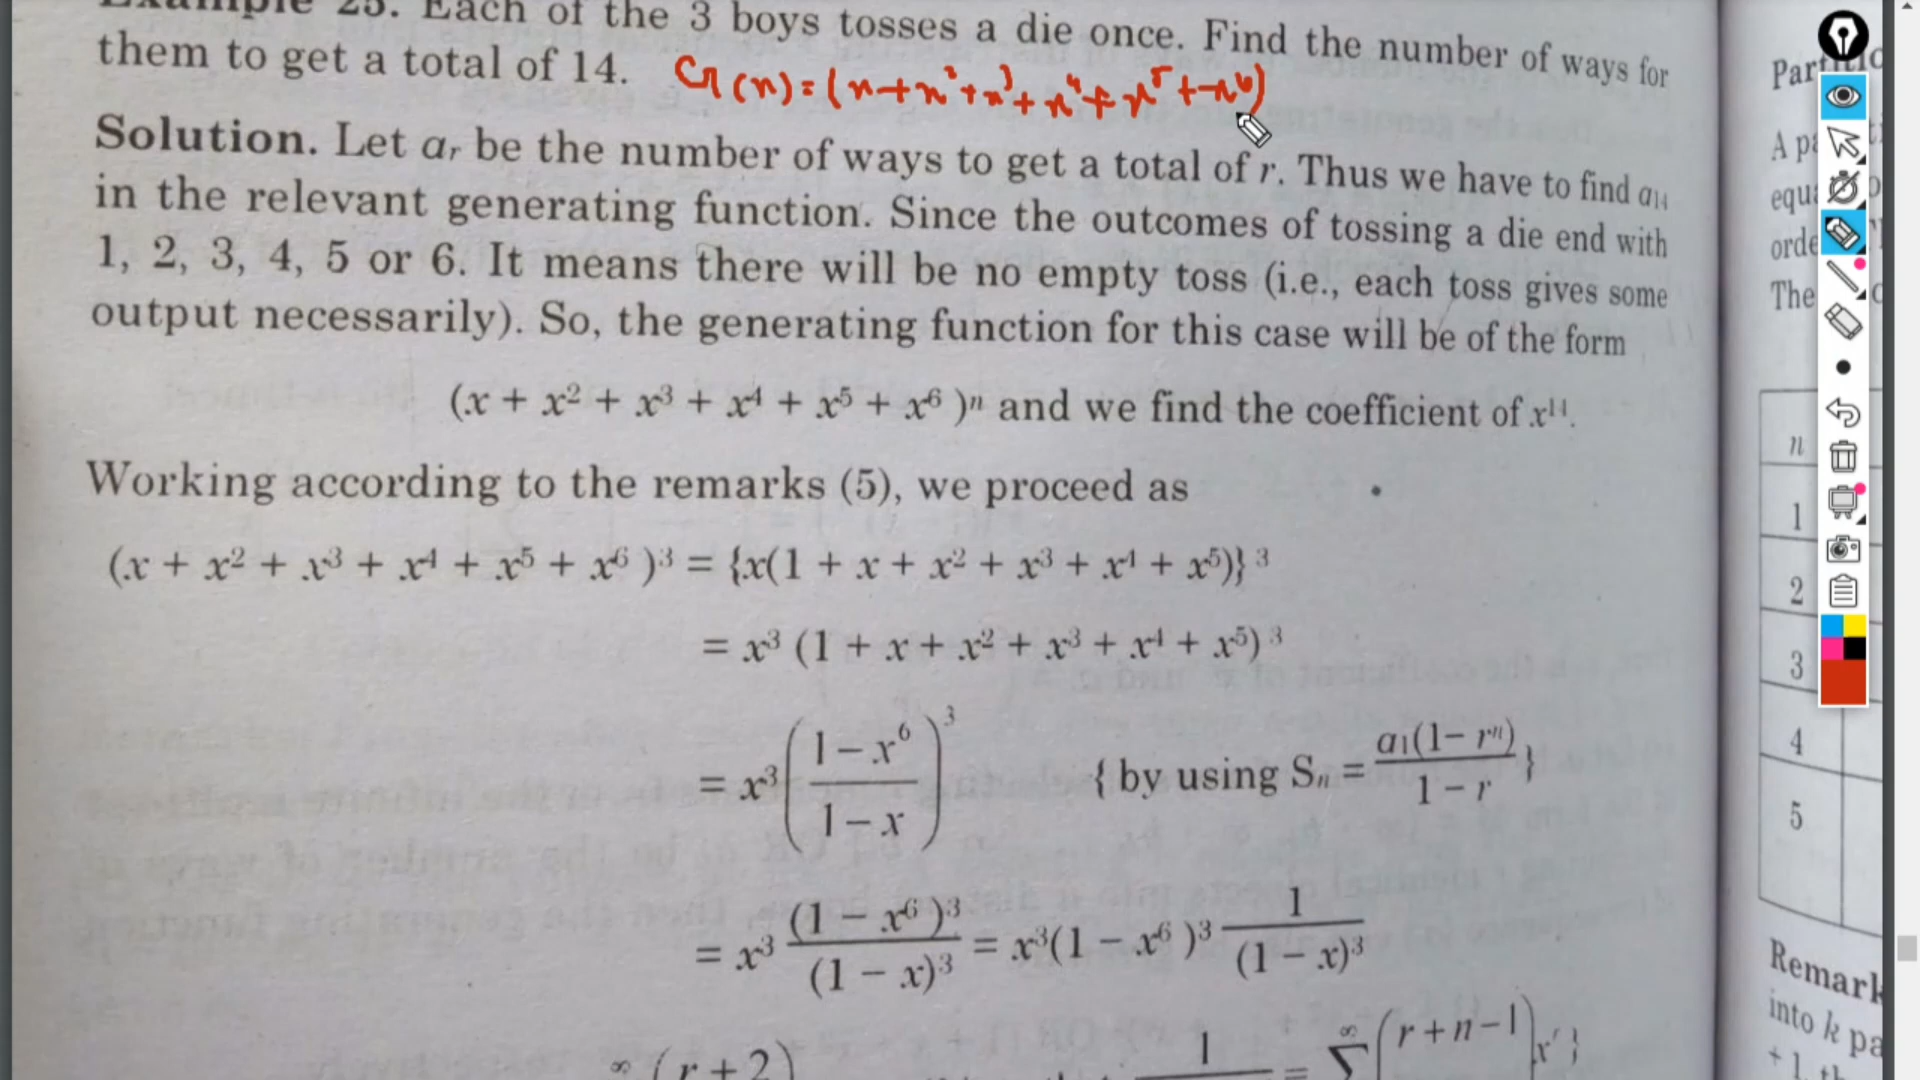 Example 25. Each of the 3 boys tosses a die once. Find the number of ways for
them to get a total of 14.
G(x) = (x + x² + x³ + x⁴ + x⁵ + x⁶)
Solution. Let aᵣ be the number of ways to get a total of r. Thus we have to find a₁₄
in the relevant generating function. Since the outcomes of tossing a die end with
1, 2, 3, 4, 5 or 6. It means there will be no empty toss (i.e., each toss gives some
output necessarily). So, the generating function for this case will be of the form
(x + x² + x³ + x⁴ + x⁵ + x⁶ )ⁿ and we find the coefficient of x¹⁴.
Working according to the remarks (5), we proceed as
(x + x² + x³ + x⁴ + x⁵ + x⁶ )³ = {x(1 + x + x² + x³ + x⁴ + x⁵)}³
= x³ (1 + x + x² + x³ + x⁴ + x⁵)³
= x³ ((1 – x⁶)/(1 – x))³ { by using Sₙ = a₁(1 – rⁿ)/(1 – r) }
= x³ (1 – x⁶ )³/(1 – x)³ = x³(1 – x⁶ )³ 1/(1 – x)³
∞ (r + 2) 1 = ∞ ∑ (r + n – 1) xʳ }
A
equ
orde
The
n
1
2
3
4
5
Remark
into k pa
+ 1, th